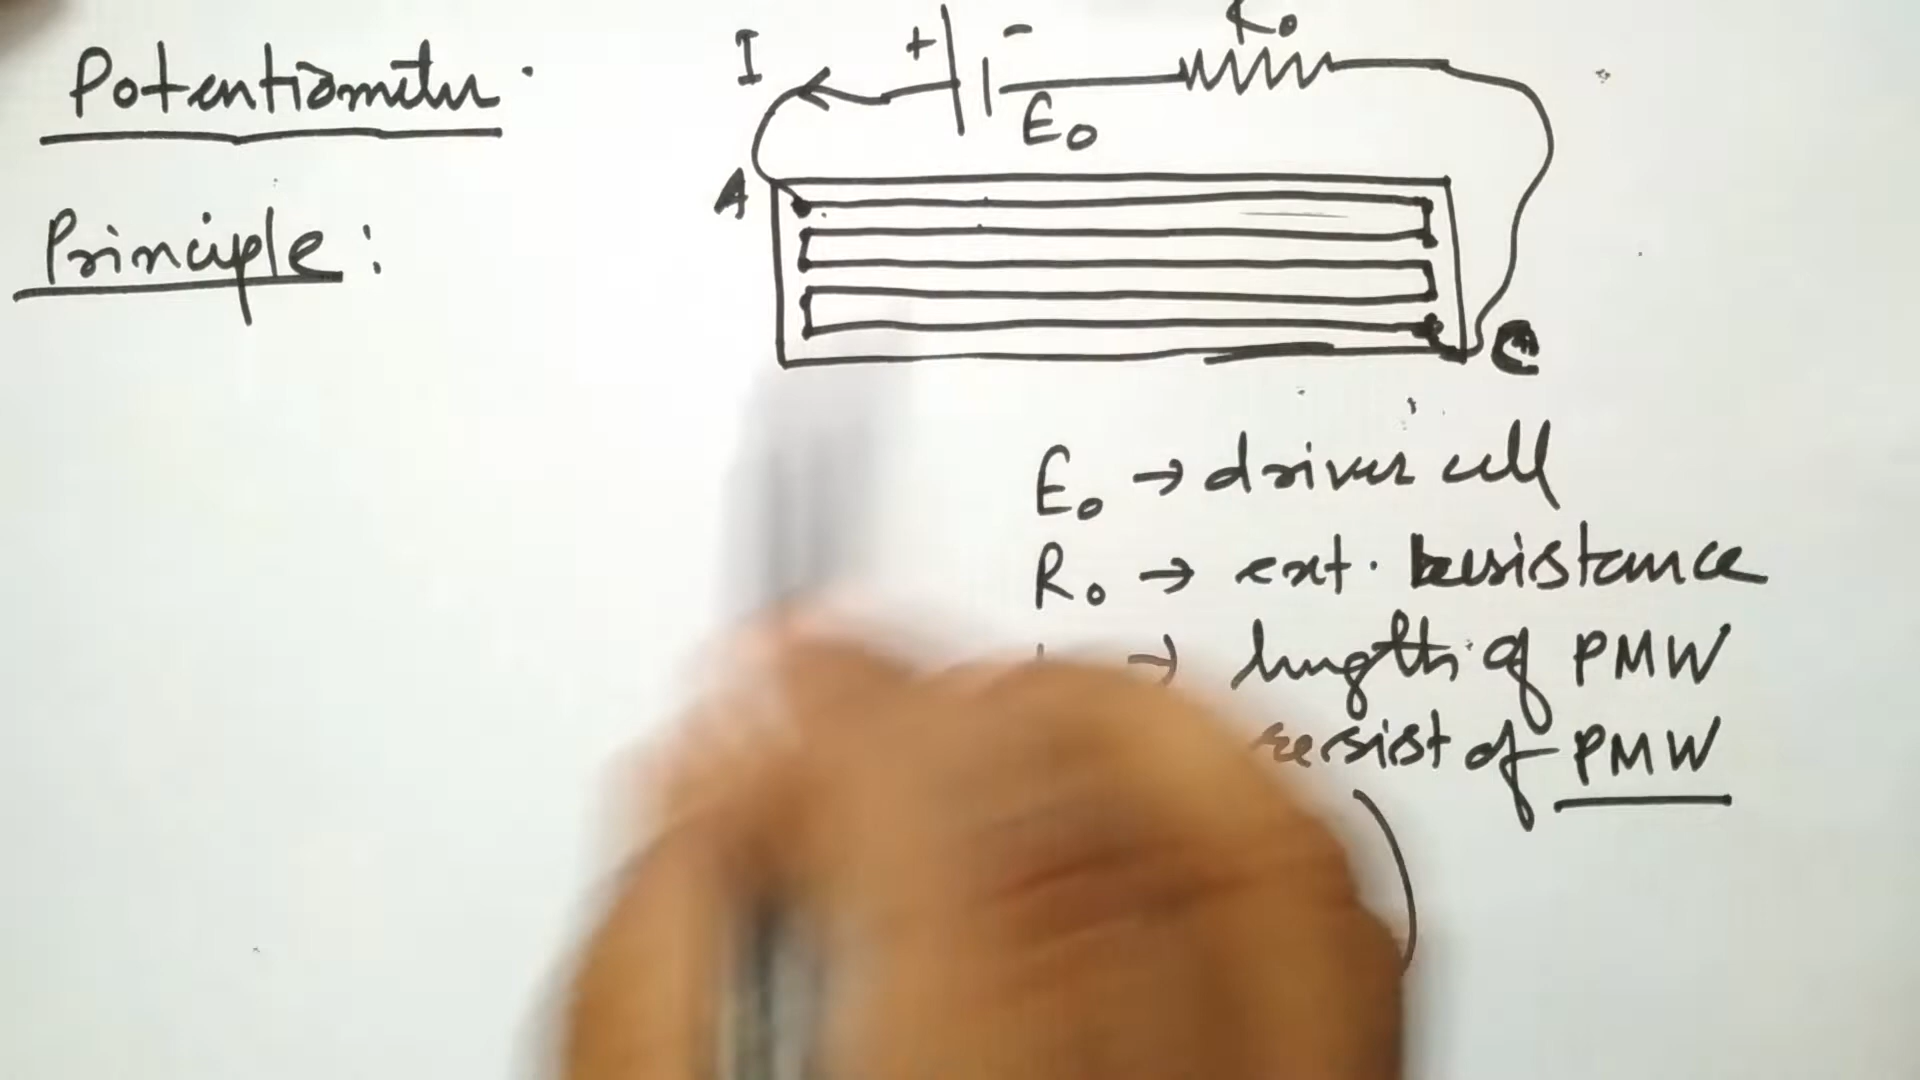 Potentiometer.
Principle:
I
+ -
R₀
E₀
A
C
E₀ → driver cell
R₀ → ext. resistance
→ length of PMW
resist of PMW